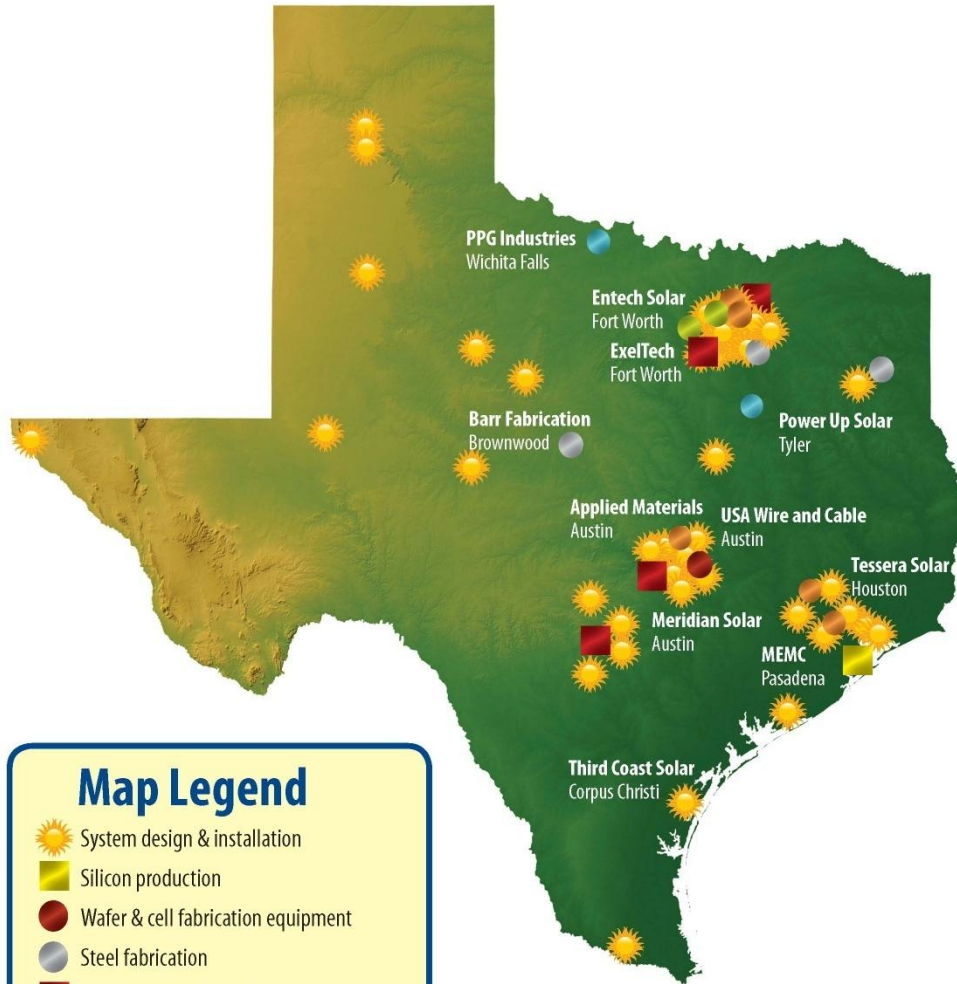 PPG Industries
Wichita Falls
Entech Solar
Fort Worth
ExelTech
Fort Worth
Barr Fabrication
Brownwood
Power Up Solar
Tyler
Applied Materials
Austin
USA Wire and Cable
Austin
Tessera Solar
Houston
Meridian Solar
Austin
MEMC
Pasadena
Third Coast Solar
Corpus Christi
Map Legend
System design & installation
Silicon production
Wafer & cell fabrication equipment
Steel fabrication